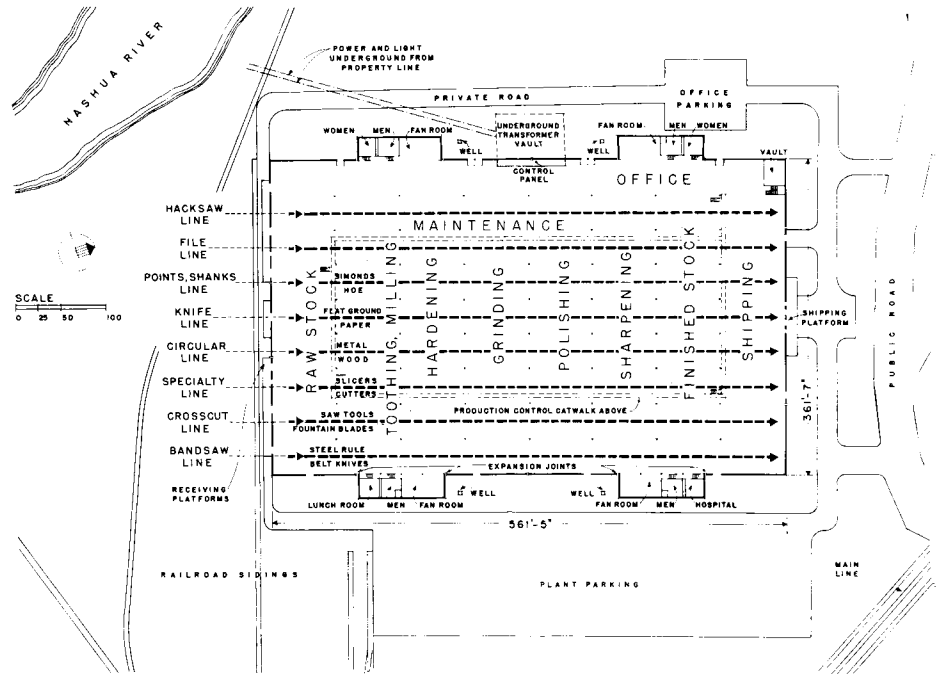 NASHUA RIVER
POWER AND LIGHT
UNDERGROUND FROM
PROPERTY LINE
PRIVATE ROAD
OFFICE
PARKING
WOMEN
MEN
FAN ROOM
WELL
UNDERGROUND
TRANSFORMER
VAULT
CONTROL
PANEL
WELL
FAN ROOM
MEN
WOMEN
VAULT
OFFICE
MAINTENANCE
HACKSAW
LINE
FILE
LINE
POINTS, SHANKS
LINE
KNIFE
LINE
CIRCULAR
LINE
SPECIALTY
LINE
CROSSCUT
LINE
BANDSAW
LINE
SCALE
0 25 50 100
RAW STOCK
SIMONDS
HOE
FLAT GROUND
PAPER
METAL
WOOD
SLICERS
CUTTERS
SAW TOOLS
FOUNTAIN BLADES
STEEL RULE
BELT KNIVES
TOOTHING, MILLING
HARDENING
GRINDING
POLISHING
SHARPENING
FINISHED STOCK
SHIPPING
SHIPPING
PLATFORM
PUBLIC ROAD
361'-7"
PRODUCTION CONTROL CATWALK ABOVE
EXPANSION JOINTS
RECEIVING
PLATFORMS
LUNCH ROOM
MEN
FAN ROOM
WELL
WELL
FAN ROOM
MEN
HOSPITAL
561'-5"
RAILROAD SIDINGS
PLANT PARKING
MAIN
LINE